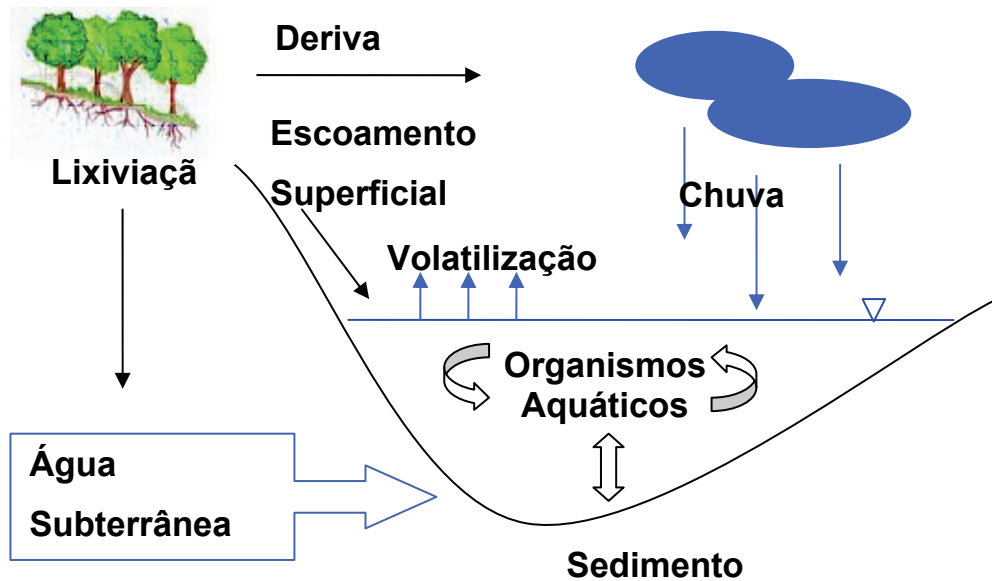 Deriva
Escoamento
Superficial
Lixiviaçã
Chuva
Volatilização
Organismos
Aquáticos
Água
Subterrânea
Sedimento